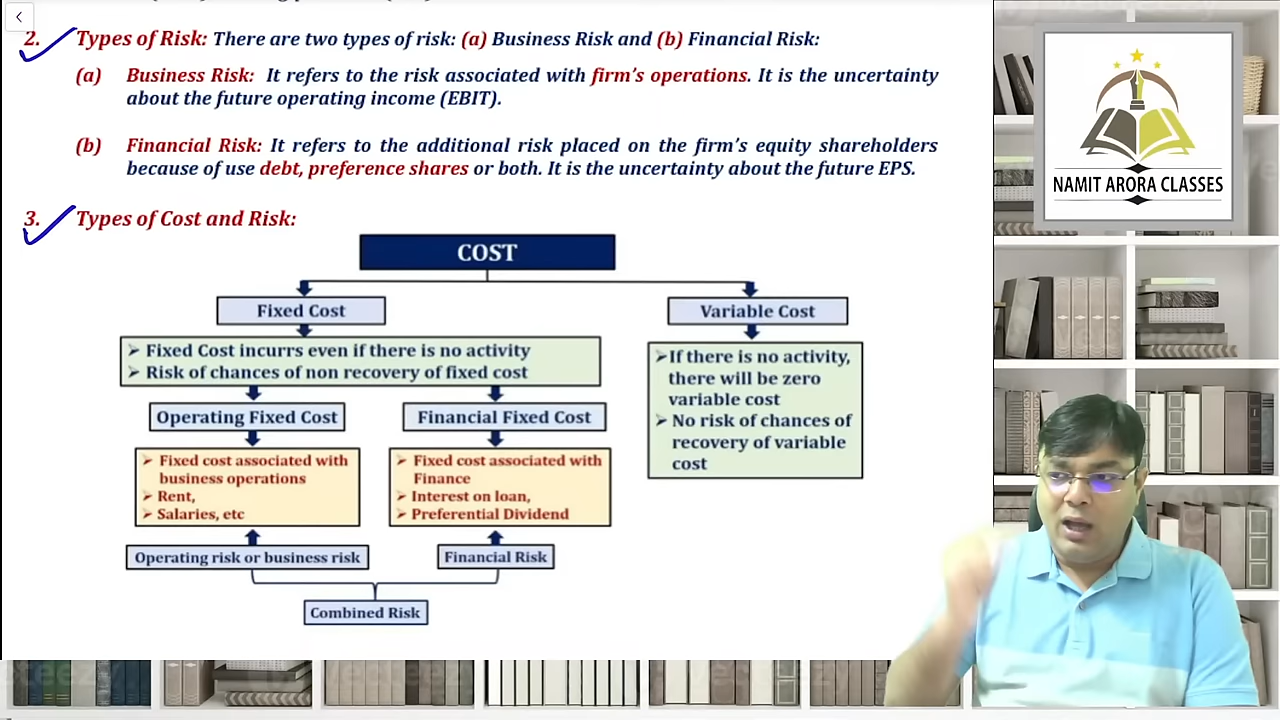 2. Types of Risk: There are two types of risk: (a) Business Risk and (b) Financial Risk:
(a) Business Risk: It refers to the risk associated with firm's operations. It is the uncertainty
about the future operating income (EBIT).
(b) Financial Risk: It refers to the additional risk placed on the firm's equity shareholders
because of use debt, preference shares or both. It is the uncertainty about the future EPS.
3. Types of Cost and Risk:
COST
Fixed Cost
Variable Cost
➢ Fixed Cost incurrs even if there is no activity
➢ Risk of chances of non recovery of fixed cost
➢If there is no activity,
there will be zero
variable cost
➢ No risk of chances of
recovery of variable
cost
Operating Fixed Cost
Financial Fixed Cost
➢ Fixed cost associated with
business operations
➢ Rent,
➢ Salaries, etc
➢ Fixed cost associated with
Finance
➢ Interest on loan,
➢ Preferential Dividend
Operating risk or business risk
Financial Risk
Combined Risk
NAMIT ARORA CLASSES